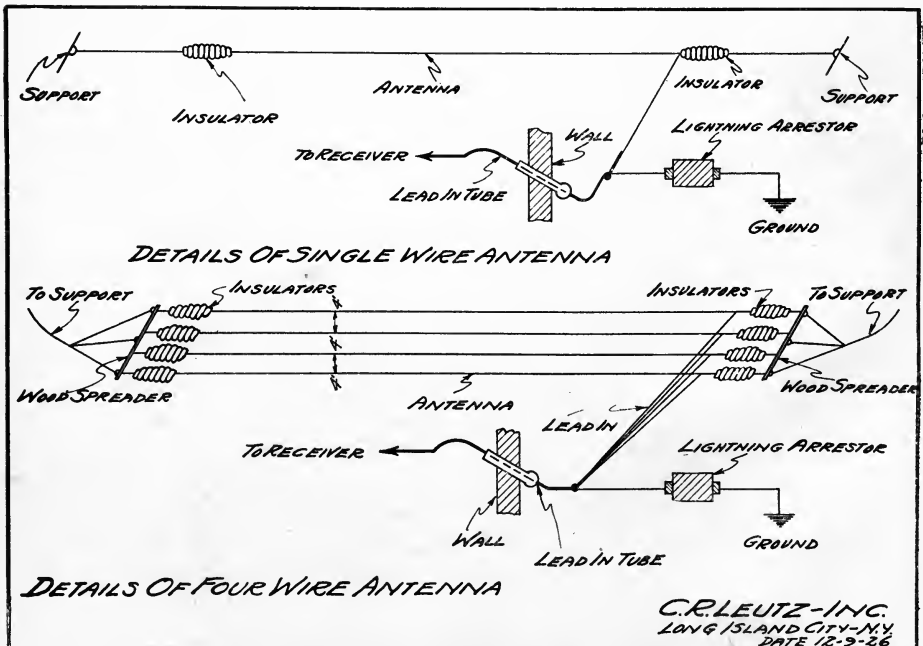 SUPPORT
INSULATOR
ANTENNA
INSULATOR
SUPPORT
WALL
LIGHTNING ARRESTOR
TO RECEIVER
LEAD IN TUBE
GROUND
DETAILS OF SINGLE WIRE ANTENNA
TO SUPPORT
INSULATORS
INSULATORS
TO SUPPORT
WOOD SPREADER
ANTENNA
WOOD SPREADER
LEAD IN
TO RECEIVER
LIGHTNING ARRESTOR
WALL
LEAD IN TUBE
GROUND
DETAILS OF FOUR WIRE ANTENNA
C.R. LEUTZ-INC.
LONG ISLAND CITY-N.Y.
DATE 12-9-26